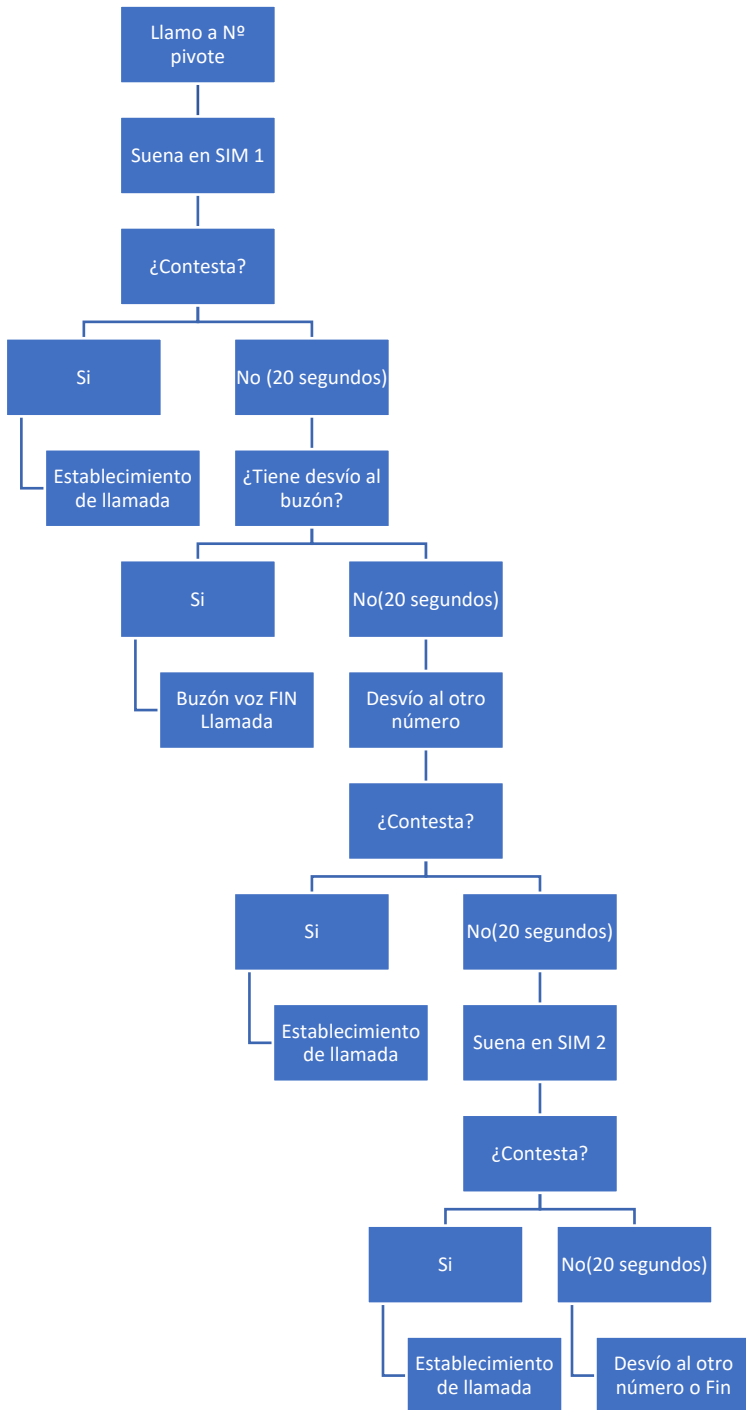 Llamo a Nº
pivote
Suena en SIM 1
¿Contesta?
Si
No (20 segundos)
Establecimiento
de llamada
¿Tiene desvío al
buzón?
Si
No(20 segundos)
Buzón voz FIN
Llamada
Desvío al otro
número
¿Contesta?
Si
No(20 segundos)
Establecimiento
de llamada
Suena en SIM 2
¿Contesta?
Si
No(20 segundos)
Establecimiento
de llamada
Desvío al otro
número o Fin